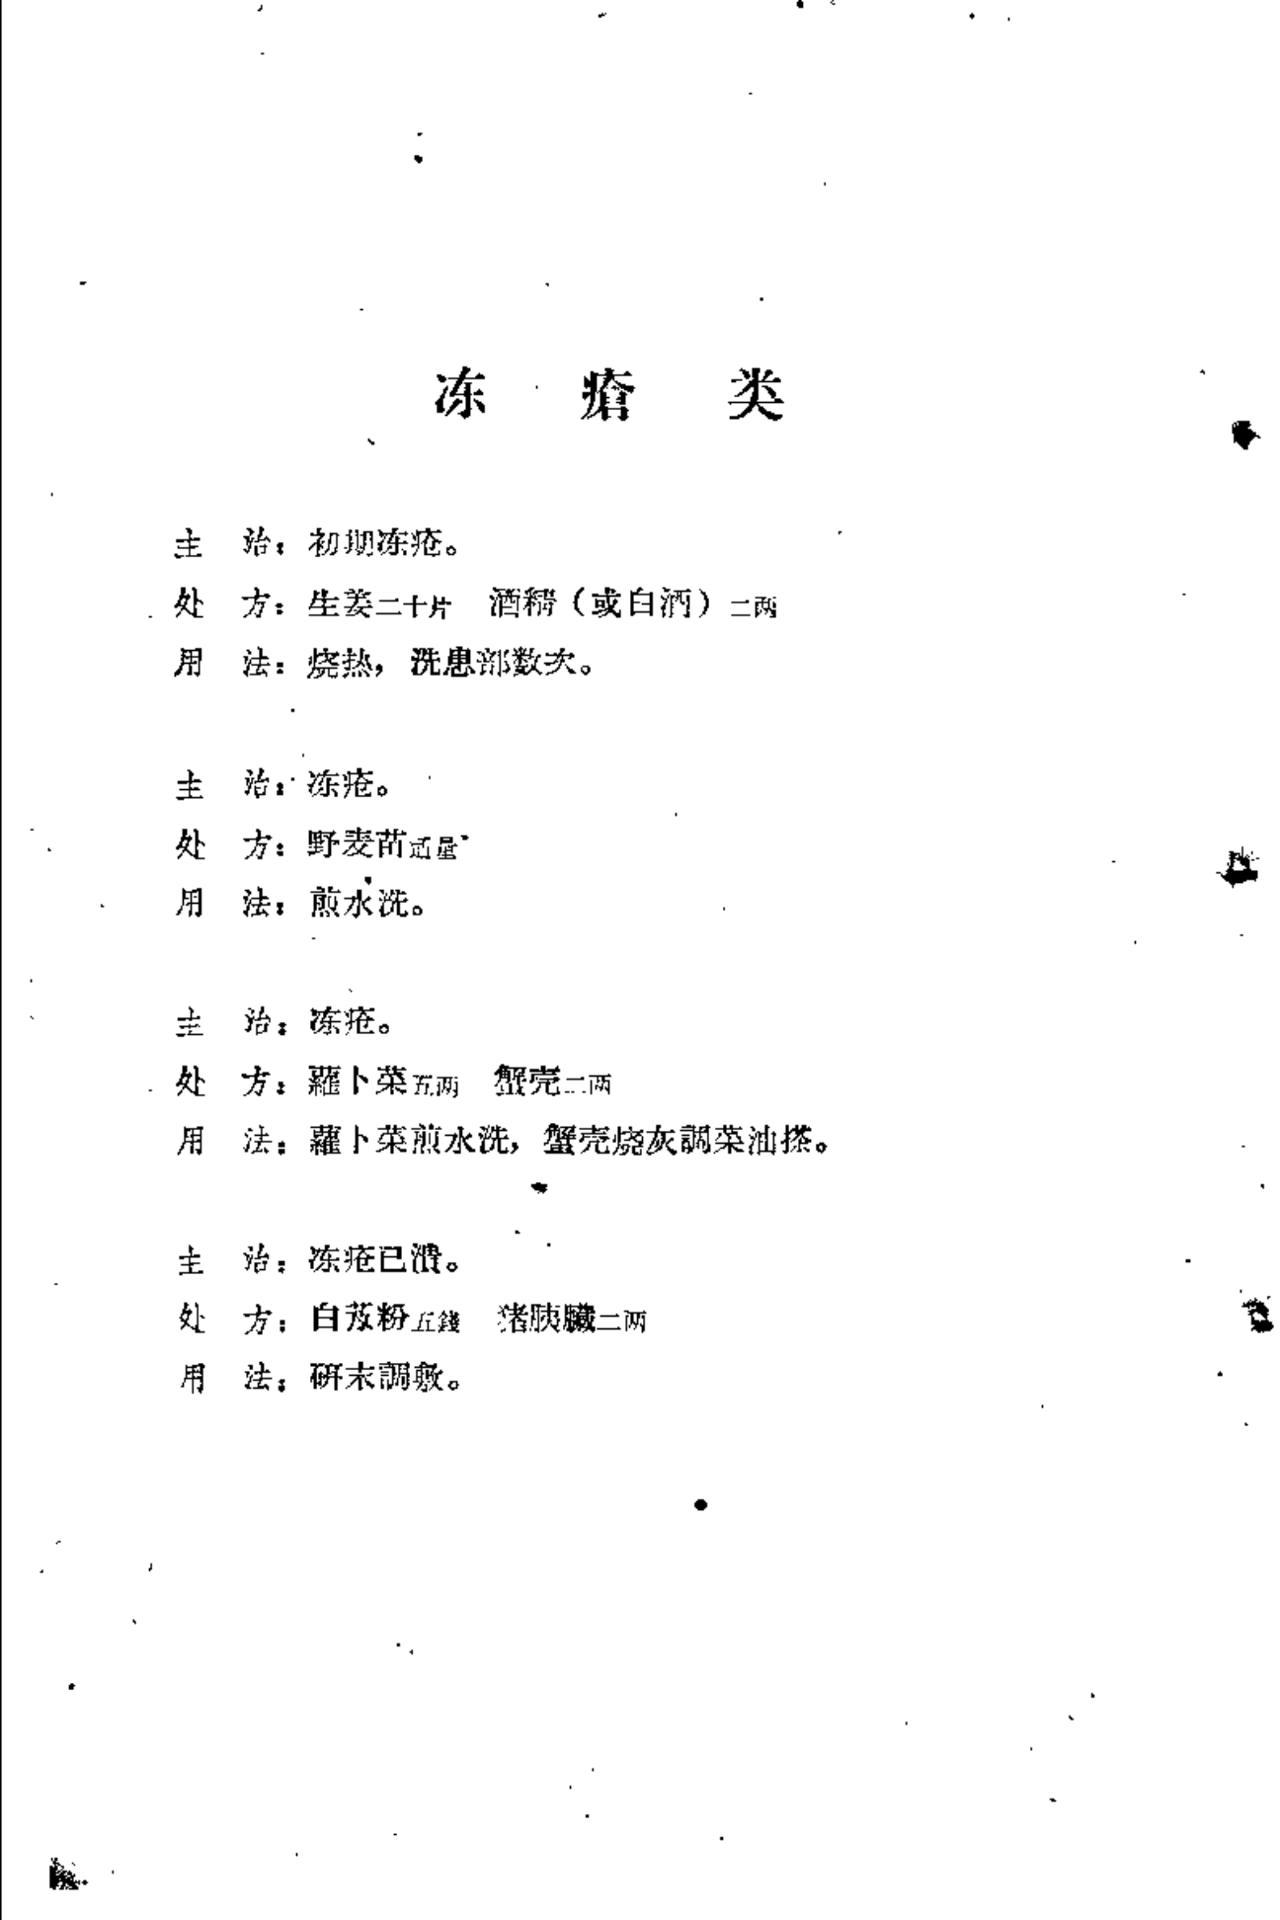 冻 瘡 类
主 治：初期冻疮。
处 方：生姜二十片 酒精（或白酒）二两
用 法：烧热，洗患部数次。
主 治：冻疮。
处 方：野麦苗适量
用 法：煎水洗。
主 治：冻疮。
处 方：蘿卜菜五两 蟹壳二两
用 法：蘿卜菜煎水洗，蟹壳烧灰調菜油搽。
主 治：冻疮已潰。
处 方：白芨粉五錢 猪胰臟二两
用 法：研末調敷。